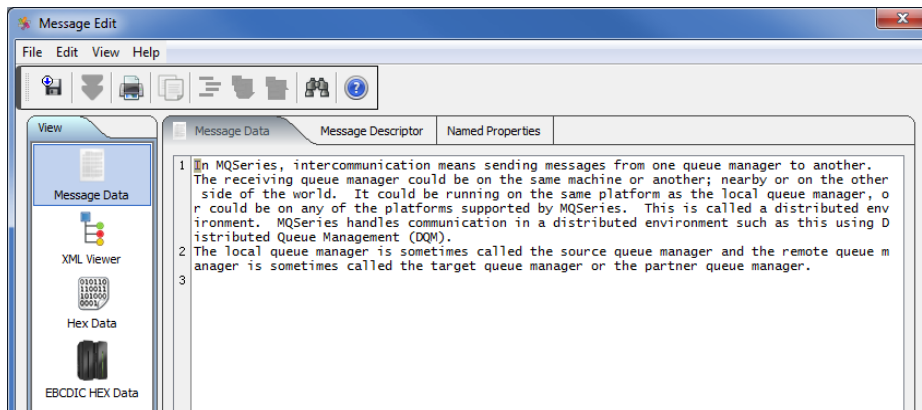 Message Edit
File Edit View Help
View
Message Data Message Descriptor Named Properties
Message Data
XML Viewer
010110
110011
101000
0001
Hex Data
EBCDIC HEX Data
1 In MQSeries, intercommunication means sending messages from one queue manager to another.
The receiving queue manager could be on the same machine or another; nearby or on the other
side of the world.  It could be running on the same platform as the local queue manager, o
r could be on any of the platforms supported by MQSeries.  This is called a distributed env
ironment.  MQSeries handles communication in a distributed environment such as this using D
istributed Queue Management (DQM).
2 The local queue manager is sometimes called the source queue manager and the remote queue m
anager is sometimes called the target queue manager or the partner queue manager.
3